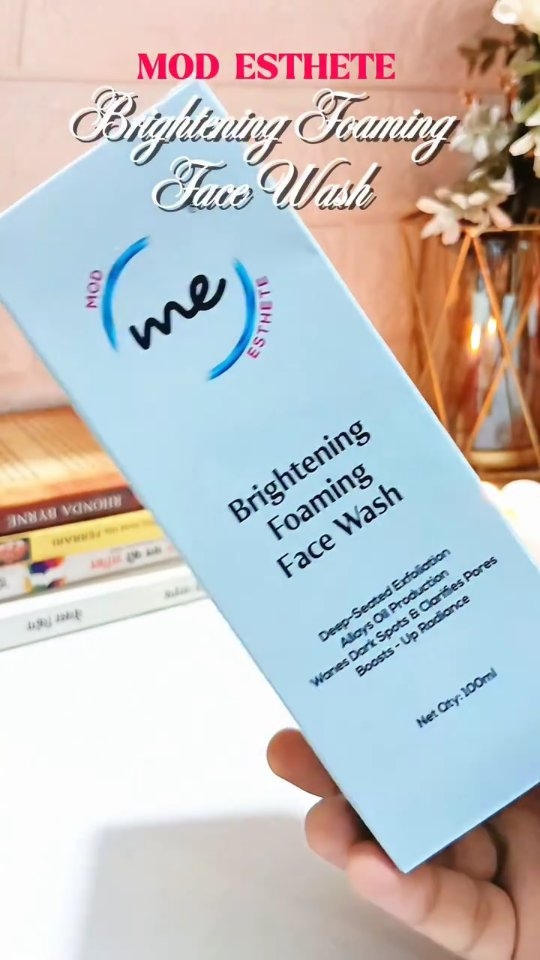 MOD ESTHETE
Brightening Foaming
Face Wash
MOD
me
ESTHETE
Brightening
Foaming
Face Wash
Deep-Seated Exfoliation
Allays Oil Production
Wanes Dark Spots & Clarifies Pores
Boosts - Up Radiance
Net Qty: 100ml
RHONDA BYRNE
FERRARI